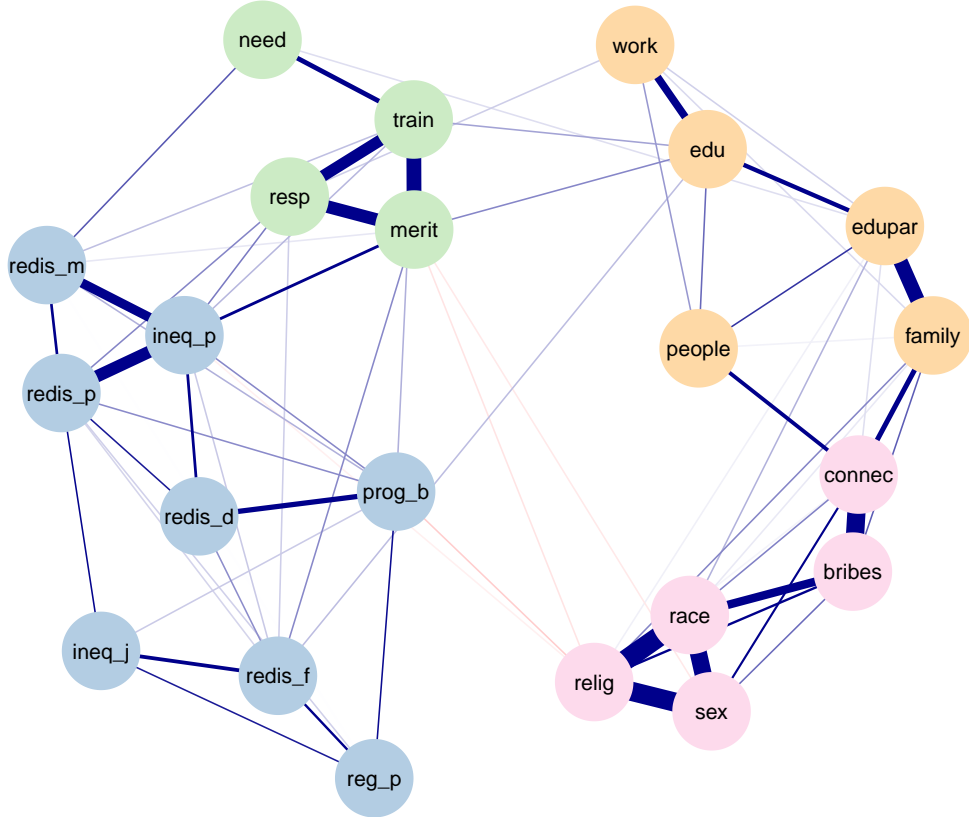 need
work
train
edu
resp
merit
edupar
redis_m
ineq_p
people
family
redis_p
connec
prog_b
redis_d
bribes
race
ineq_j
redis_f
relig
sex
reg_p